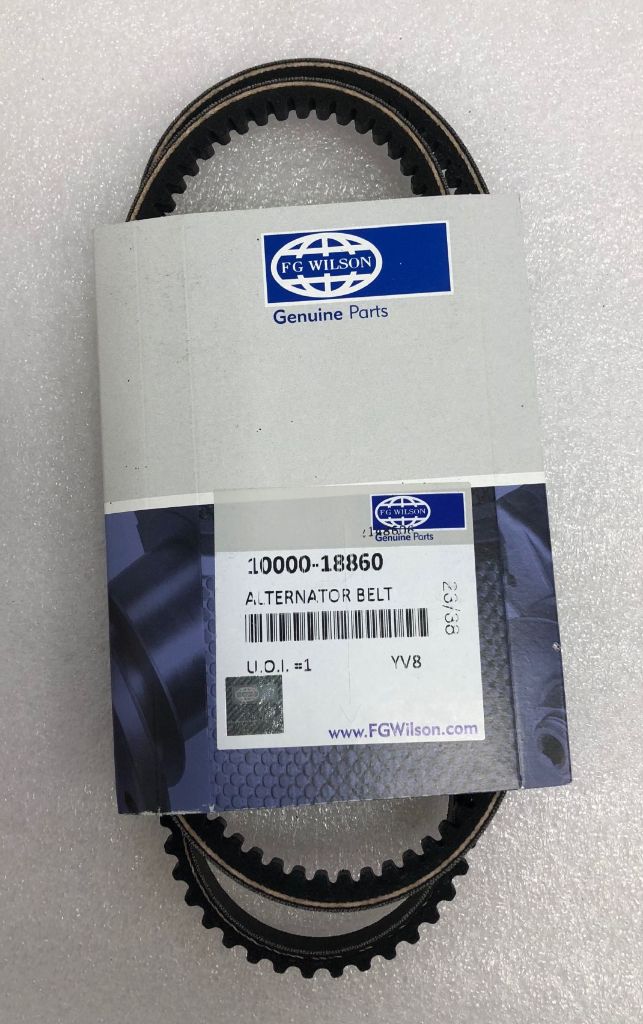 FG WILSON
Genuine Parts
FG WILSON
Genuine Parts
10000-18860
ALTERNATOR BELT
23/38
U.O.I. =1 YV8
www.FGWilson.com